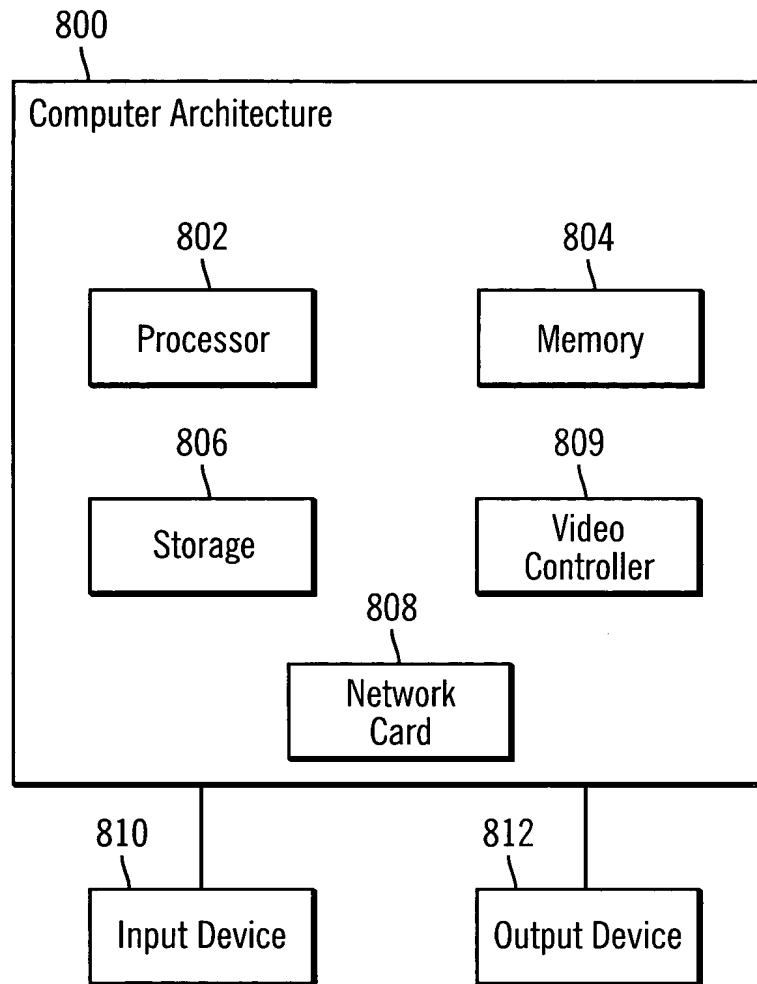 800
Computer Architecture
802
804
Processor
Memory
806
809
Storage
Video
Controller
808
Network
Card
810
812
Input Device
Output Device